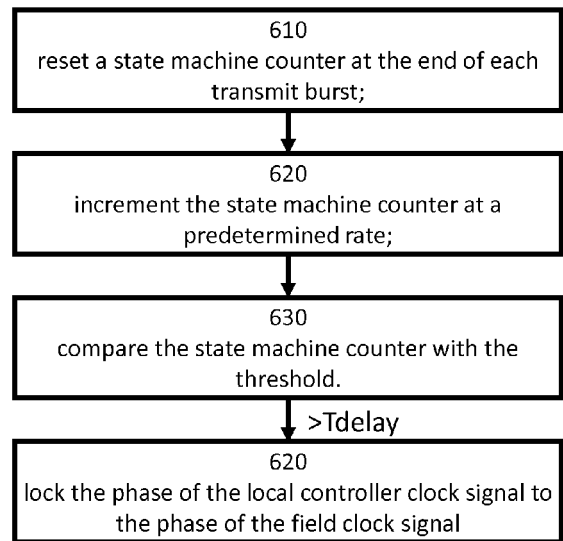 610
reset a state machine counter at the end of each
transmit burst;
620
increment the state machine counter at a
predetermined rate;
630
compare the state machine counter with the
threshold.
>Tdelay
620
lock the phase of the local controller clock signal to
the phase of the field clock signal